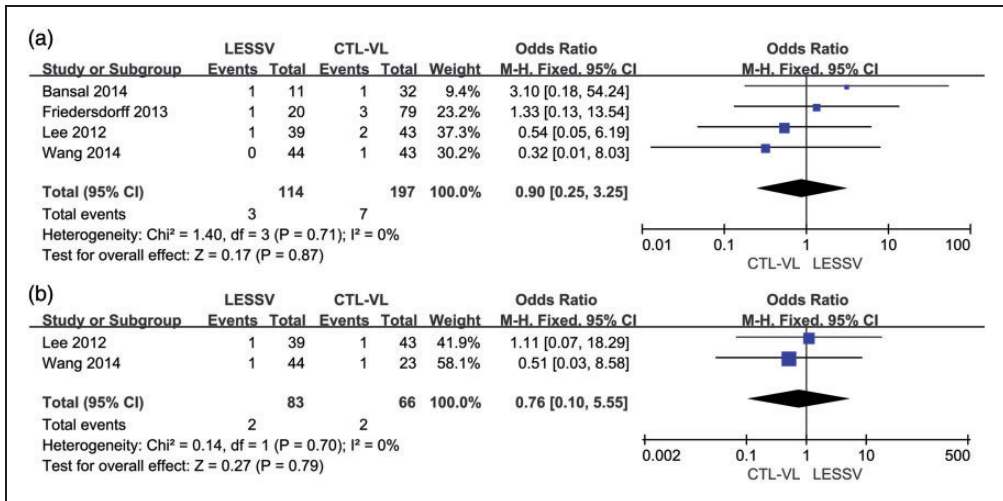 (a)
LESSV CTL-VL Odds Ratio Odds Ratio
Study or Subgroup Events Total Events Total Weight M-H. Fixed. 95% CI M-H. Fixed. 95% CI
Bansal 2014 1 11 1 32 9.4% 3.10 [0.18, 54.24]
Friedersdorff 2013 1 20 3 79 23.2% 1.33 [0.13, 13.54]
Lee 2012 1 39 2 43 37.3% 0.54 [0.05, 6.19]
Wang 2014 0 44 1 43 30.2% 0.32 [0.01, 8.03]
Total (95% CI) 114 197 100.0% 0.90 [0.25, 3.25]
Total events 3 7
Heterogeneity: Chi² = 1.40, df = 3 (P = 0.71); I² = 0%
Test for overall effect: Z = 0.17 (P = 0.87)
0.01 0.1 1 10 100
CTL-VL LESSV
(b)
LESSV CTL-VL Odds Ratio Odds Ratio
Study or Subgroup Events Total Events Total Weight M-H. Fixed. 95% CI M-H. Fixed. 95% CI
Lee 2012 1 39 1 43 41.9% 1.11 [0.07, 18.29]
Wang 2014 1 44 1 23 58.1% 0.51 [0.03, 8.58]
Total (95% CI) 83 66 100.0% 0.76 [0.10, 5.55]
Total events 2 2
Heterogeneity: Chi² = 0.14, df = 1 (P = 0.70); I² = 0%
Test for overall effect: Z = 0.27 (P = 0.79)
0.002 0.1 1 10 500
CTL-VL LESSV